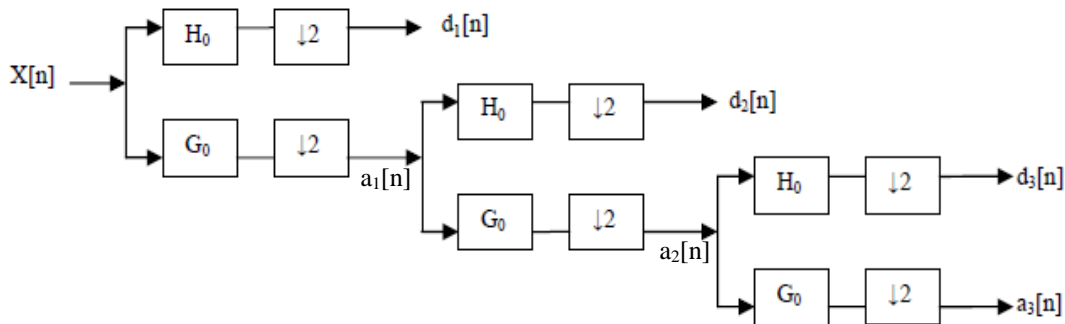 H₀ ↓2 d₁[n]
X[n]
G₀ ↓2 a₁[n]
H₀ ↓2 d₂[n]
G₀ ↓2 a₂[n]
H₀ ↓2 d₃[n]
G₀ ↓2 a₃[n]